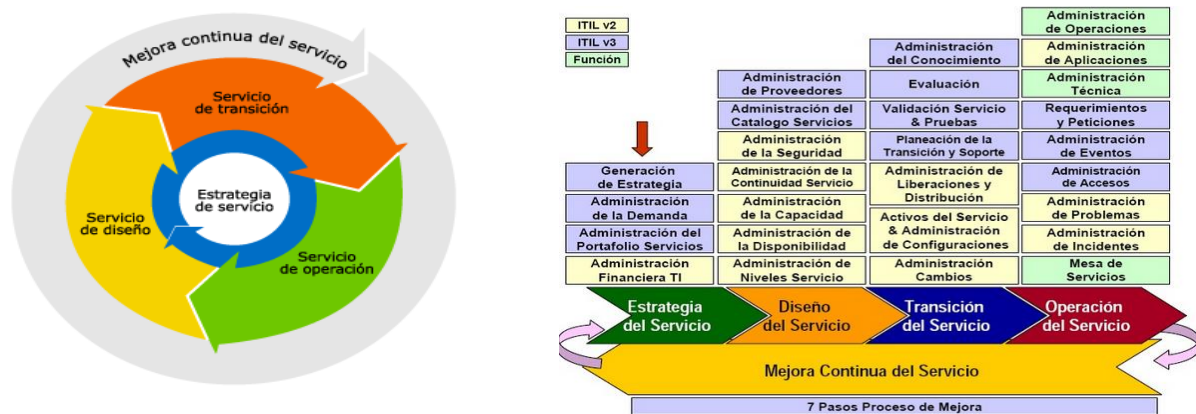 Mejora continua del servicio
Servicio
de transición
Estrategia
de servicio
Servicio
de diseño
Servicio
de operación
ITIL v2
ITIL v3
Función
Generación
de Estrategia
Administración
de la Demanda
Administración del
Portafolio Servicios
Administración
Financiera TI
Administración
de Proveedores
Administración del
Catalogo Servicios
Administración
de la Seguridad
Administración de la
Continuidad Servicio
Administración
de la Capacidad
Administración de
la Disponibilidad
Administración de
Niveles Servicio
Administración
del Conocimiento
Evaluación
Validación Servicio
& Pruebas
Planeación de la
Transición y Soporte
Administración de
Liberaciones y
Distribución
Activos del Servicio
& Administración
de Configuraciones
Administración
Cambios
Administración
de Operaciones
Administración
de Aplicaciones
Administración
Técnica
Requerimientos
y Peticiones
Administración
de Eventos
Administración
de Accesos
Administración
de Problemas
Administración
de Incidentes
Mesa de
Servicios
Estrategia
del Servicio
Diseño
del Servicio
Transición
del Servicio
Operación
del Servicio
Mejora Continua del Servicio
7 Pasos Proceso de Mejora